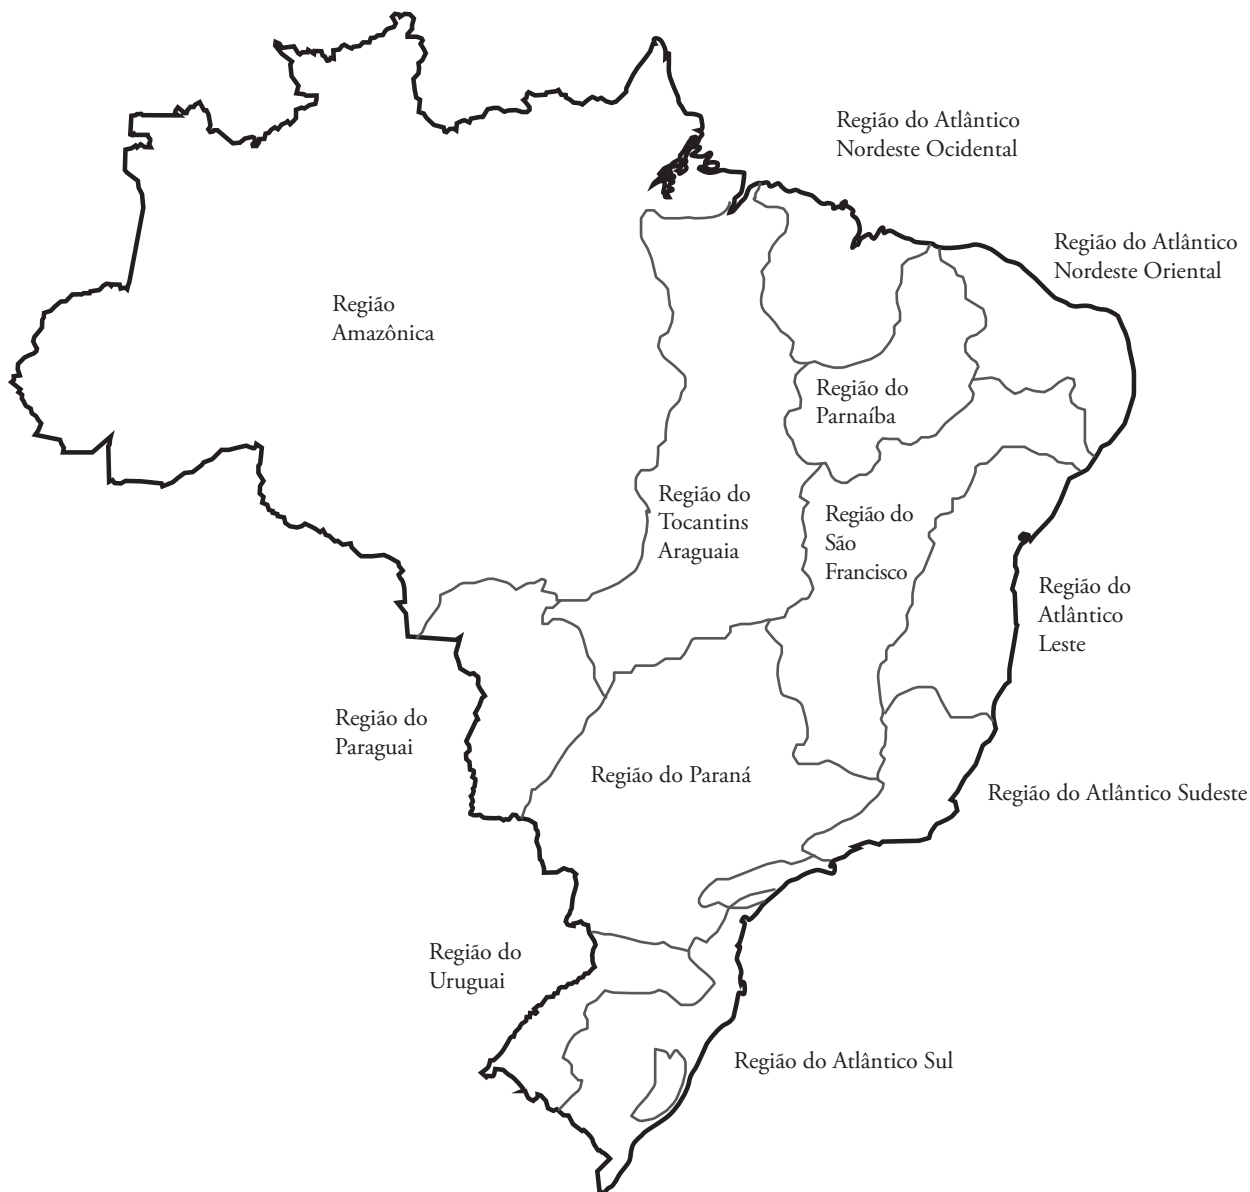 Região do Atlântico
Nordeste Ocidental
Região do Atlântico
Nordeste Oriental
Região
Amazônica
Região do
Parnaíba
Região do
Tocantins
Araguaia
Região do
São
Francisco
Região do
Atlântico
Leste
Região do
Paraguai
Região do Paraná
Região do Atlântico Sudeste
Região do
Uruguai
Região do Atlântico Sul